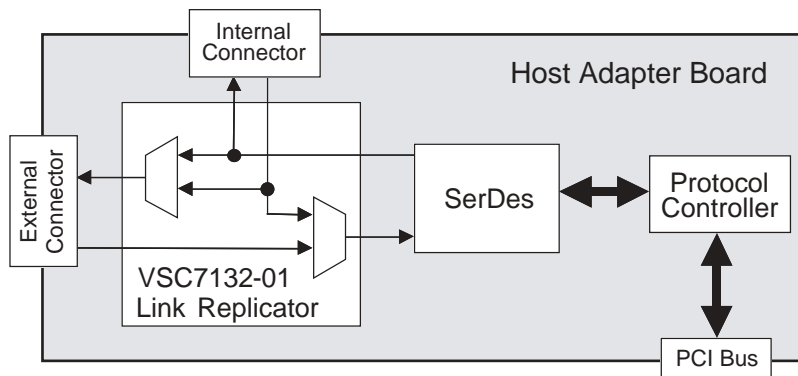 Internal
Connector
Host Adapter Board
External
Connector
SerDes
Protocol
Controller
VSC7132-01
Link Replicator
PCI Bus